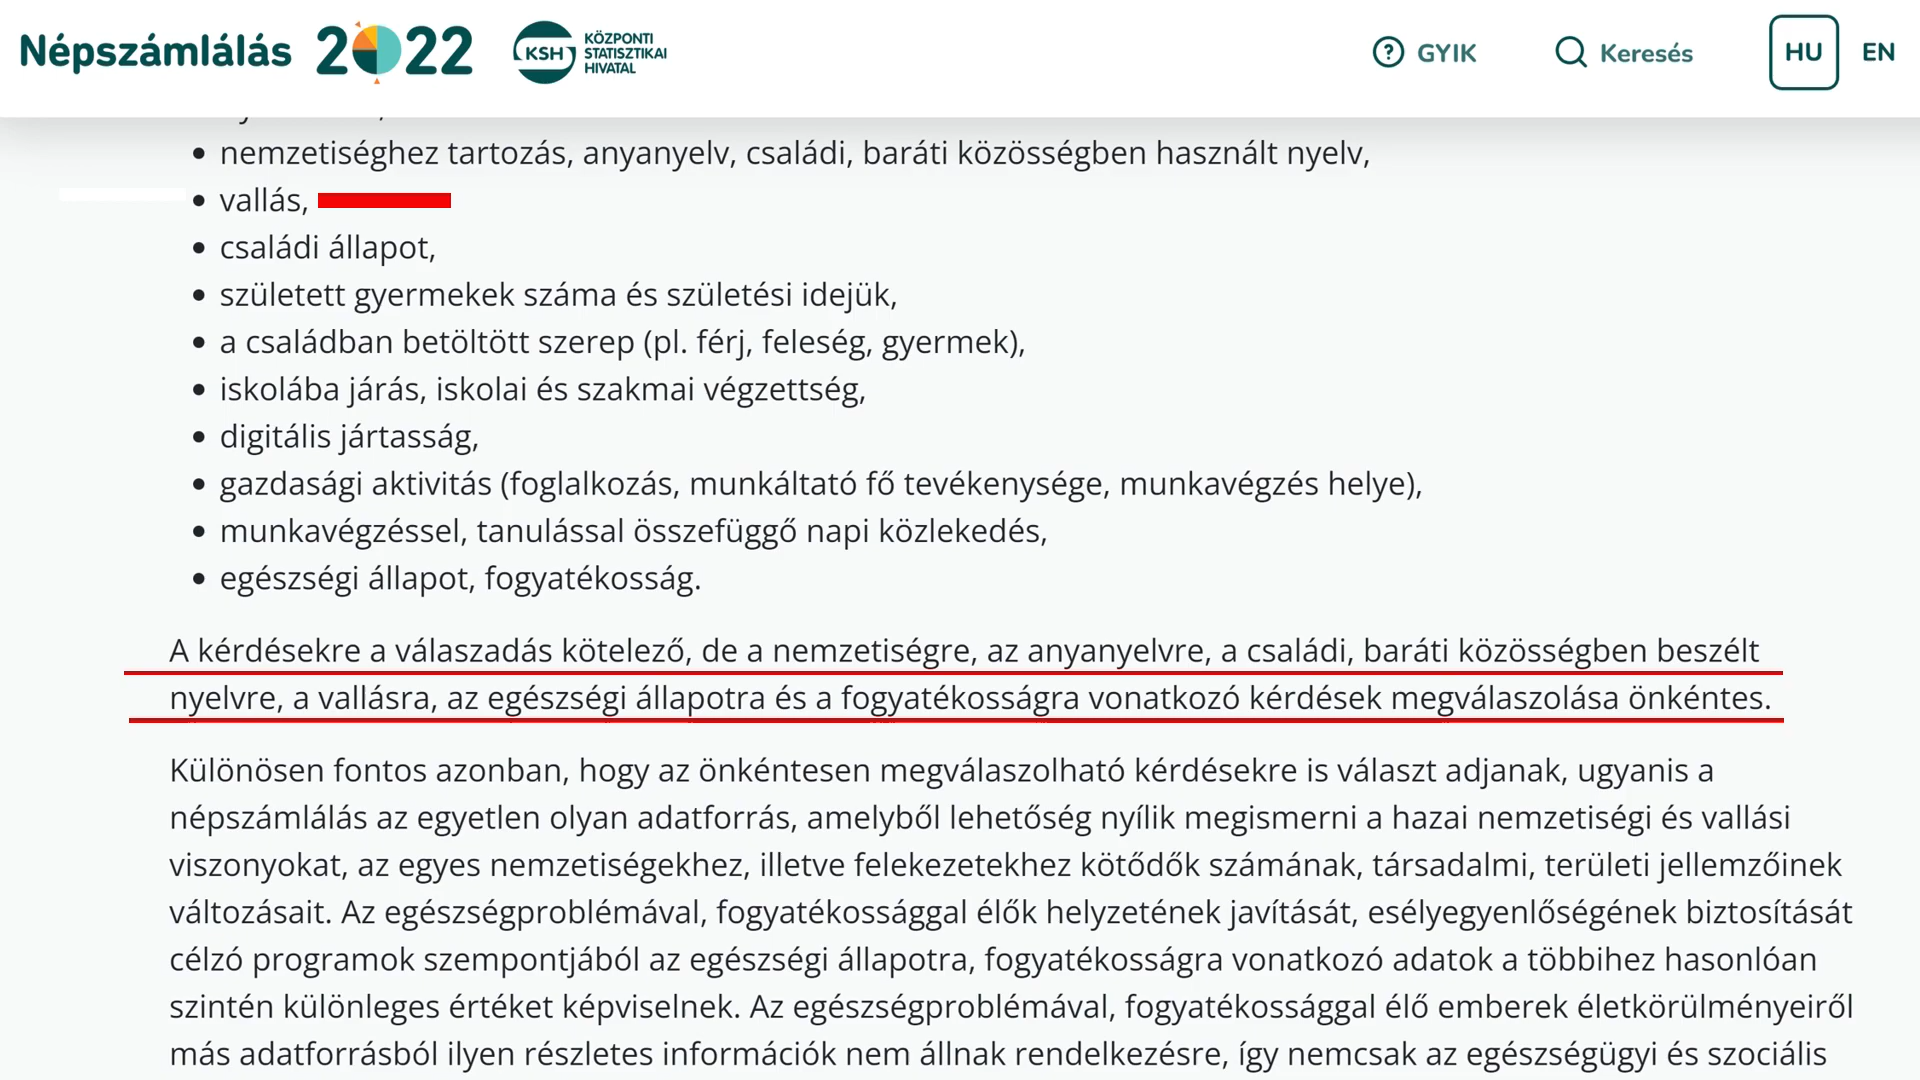 Népszámlálás 2022
KSH
KÖZPONTI
STATISZTIKAI
HIVATAL
GYIK
Keresés
HU
EN
nemzetiséghez tartozás, anyanyelv, családi, baráti közösségben használt nyelv,
vallás,
családi állapot,
született gyermekek száma és születési idejük,
a családban betöltött szerep (pl. férj, feleség, gyermek),
iskolába járás, iskolai és szakmai végzettség,
digitális jártasság,
gazdasági aktivitás (foglalkozás, munkáltató fő tevékenysége, munkavégzés helye),
munkavégzéssel, tanulással összefüggő napi közlekedés,
egészségi állapot, fogyatékosság.
A kérdésekre a válaszadás kötelező, de a nemzetiségre, az anyanyelvre, a családi, baráti közösségben beszélt
nyelvre, a vallásra, az egészségi állapotra és a fogyatékosságra vonatkozó kérdések megválaszolása önkéntes.
Különösen fontos azonban, hogy az önkéntesen megválaszolható kérdésekre is választ adjanak, ugyanis a
népszámlálás az egyetlen olyan adatforrás, amelyből lehetőség nyílik megismerni a hazai nemzetiségi és vallási
viszonyokat, az egyes nemzetiségekhez, illetve felekezetekhez kötődők számának, társadalmi, területi jellemzőinek
változásait. Az egészségproblémával, fogyatékossággal élők helyzetének javítását, esélyegyenlőségének biztosítását
célzó programok szempontjából az egészségi állapotra, fogyatékosságra vonatkozó adatok a többihez hasonlóan
szintén különleges értéket képviselnek. Az egészségproblémával, fogyatékossággal élő emberek életkörülményeiről
más adatforrásból ilyen részletes információk nem állnak rendelkezésre, így nemcsak az egészségügyi és szociális